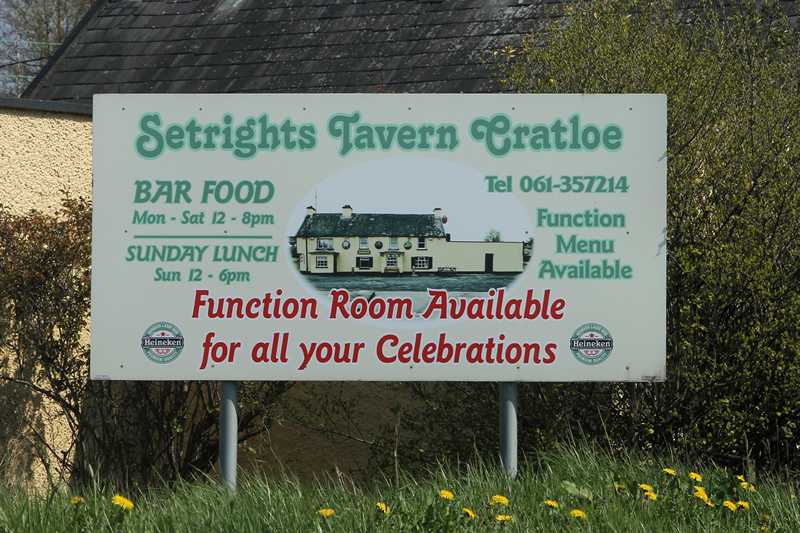 Setrights Tavern Cratloe
BAR FOOD
Mon - Sat 12 - 8pm
SUNDAY LUNCH
Sun 12 - 6pm
Tel 061-357214
Function
Menu
Available
Function Room Available
for all your Celebrations
Heineken
Heineken